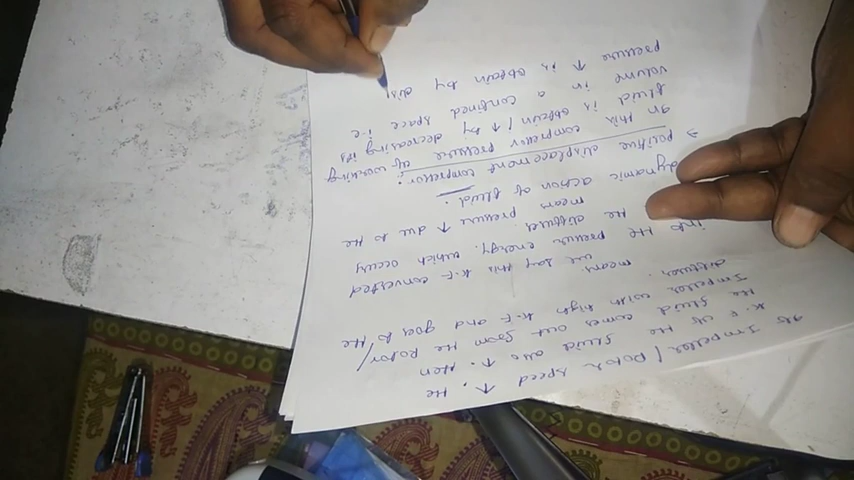 As Impeller / Rotor speed ↑. the
K.E of the fluid also ↑. then
the fluid comes out from the Rotor/
Impeller with high K.E and goes to the
diffuser.
means we say this K.E converted
into the pressure energy. which occurs
the diffuser
means pressure ↑ due to the
dynamic action of fluid.
→ positive displacement compressor:
In this compressor pressure of working
fluid is obtain / ↑ by decreasing its
volume in a confined space i.e
pressure ↑ is obtain by dis